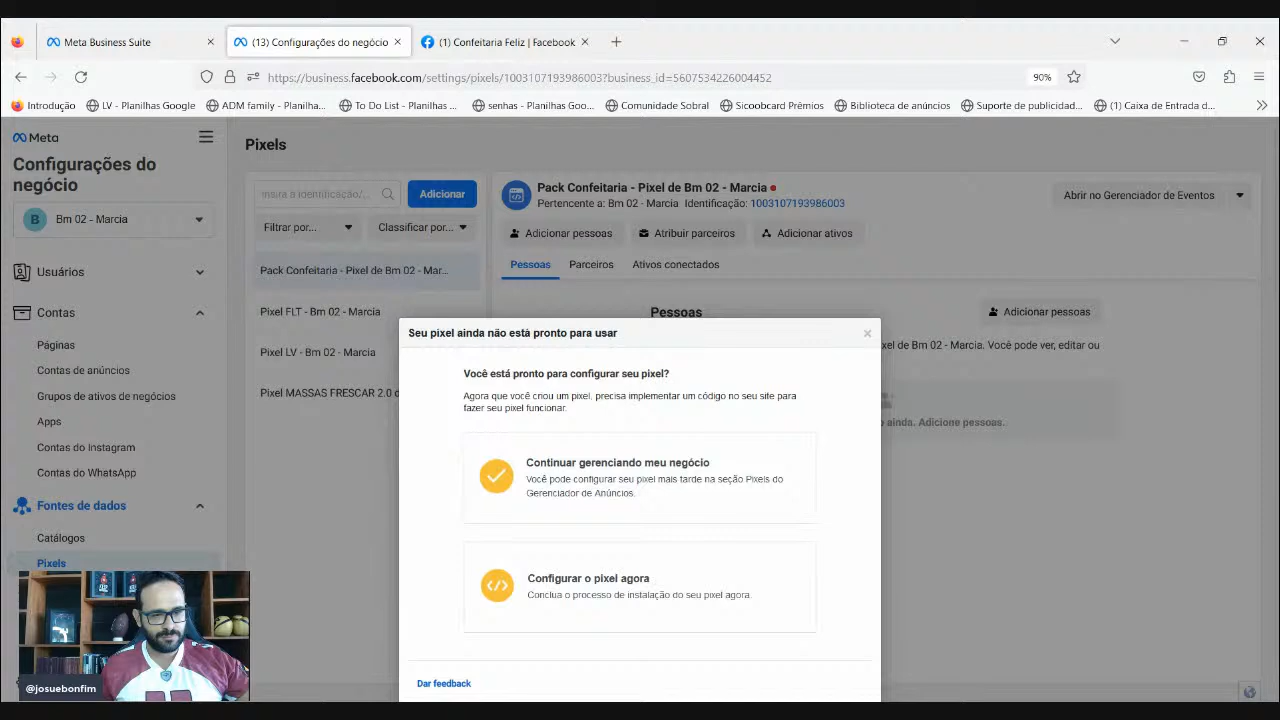 Meta Business Suite
(13) Configurações do negócio
(1) Confeitaria Feliz | Facebook
https://business.facebook.com/settings/pixels/1003107193986003?business_id=5607534226004452
90%
Introdução
LV - Planilhas Google
ADM family - Planilha...
To Do List - Planilhas ...
senhas - Planilhas Goo...
Comunidade Sobral
Sicoobcard Prêmios
Biblioteca de anúncios
Suporte de publicidad...
(1) Caixa de Entrada d...
Meta
Configurações do
negócio
B
Bm 02 - Marcia
Usuários
Contas
Páginas
Contas de anúncios
Grupos de ativos de negócios
Apps
Contas do Instagram
Contas do WhatsApp
Fontes de dados
Catálogos
Pixels
@josuebonfim
Pixels
Insira a identificação/...
Adicionar
Filtrar por...
Classificar por...
Pack Confeitaria - Pixel de Bm 02 - Mar...
Pixel FLT - Bm 02 - Marcia
Pixel LV - Bm 02 - Marcia
Pixel MASSAS FRESCAR 2.0 d
Pack Confeitaria - Pixel de Bm 02 - Marcia
Pertencente a: Bm 02 - Marcia Identificação: 1003107193986003
Abrir no Gerenciador de Eventos
Adicionar pessoas
Atribuir parceiros
Adicionar ativos
Pessoas
Parceiros
Ativos conectados
Pessoas
Adicionar pessoas
xel de Bm 02 - Marcia. Você pode ver, editar ou
ainda. Adicione pessoas.
Seu pixel ainda não está pronto para usar
Você está pronto para configurar seu pixel?
Agora que você criou um pixel, precisa implementar um código no seu site para
fazer seu pixel funcionar.
Continuar gerenciando meu negócio
Você pode configurar seu pixel mais tarde na seção Pixels do
Gerenciador de Anúncios.
Configurar o pixel agora
Conclua o processo de instalação do seu pixel agora.
Dar feedback